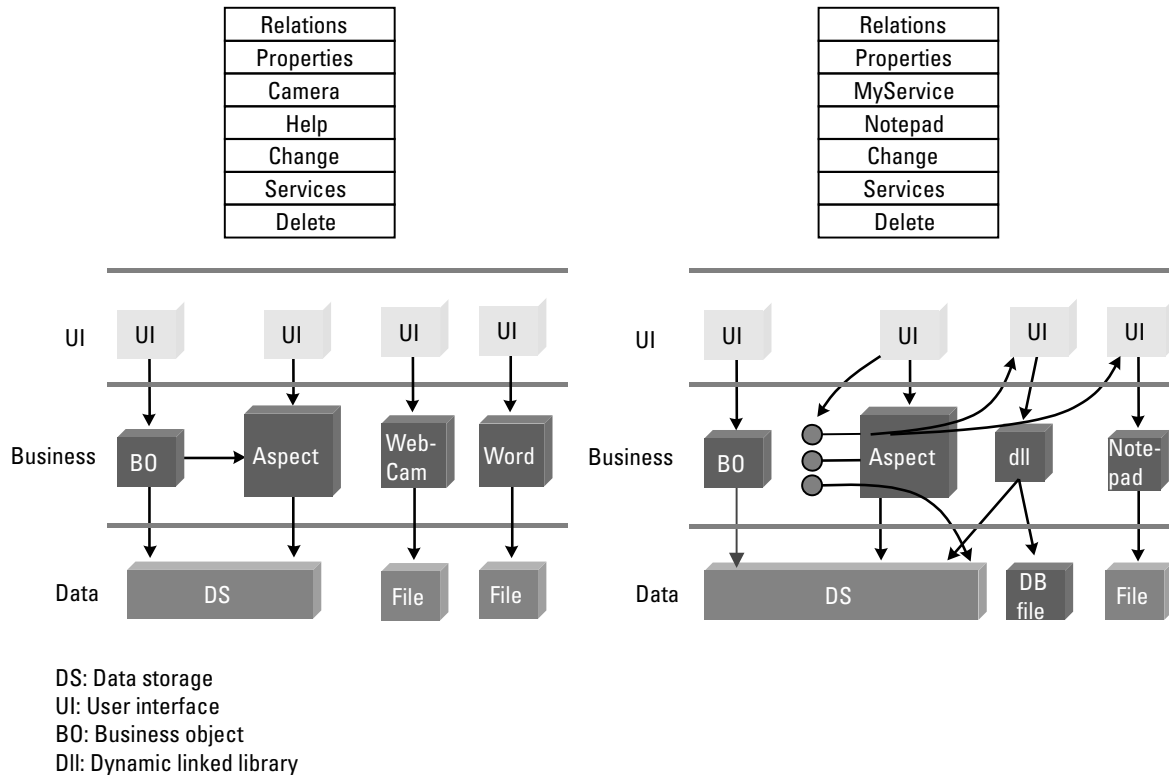 Relations
Properties
Camera
Help
Change
Services
Delete
Relations
Properties
MyService
Notepad
Change
Services
Delete
UI
UI
UI
UI
UI
Business
BO
Aspect
Web-
Cam
Word
Data
DS
File
File
UI
UI
UI
UI
UI
Business
BO
Aspect
dll
Note-
pad
Data
DS
DB
file
File
DS: Data storage
UI: User interface
BO: Business object
Dll: Dynamic linked library